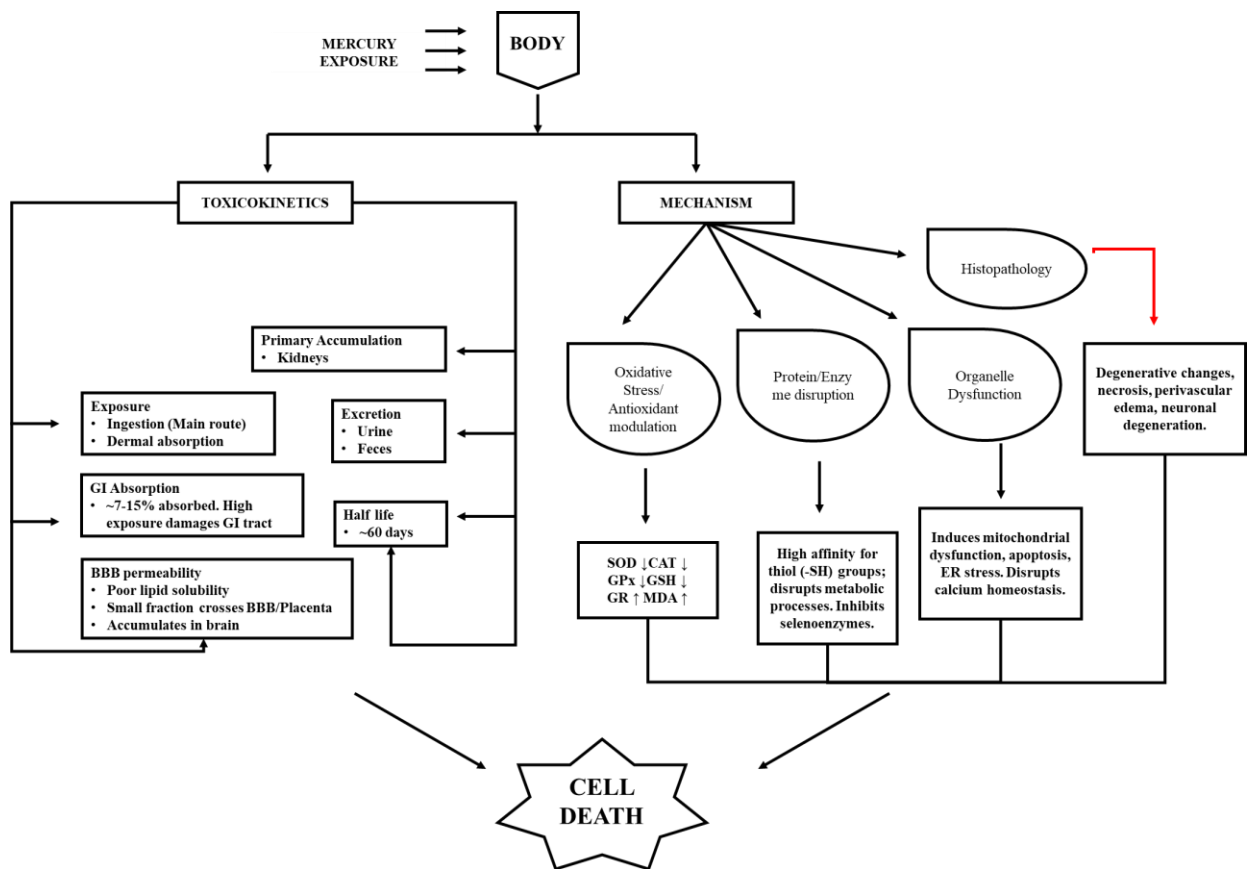 MERCURY
EXPOSURE
BODY
TOXICOKINETICS
MECHANISM
Histopathology
Primary Accumulation
• Kidneys
Exposure
• Ingestion (Main route)
• Dermal absorption
Excretion
• Urine
• Feces
GI Absorption
• ~7-15% absorbed. High
exposure damages GI tract
Half life
• ~60 days
BBB permeability
• Poor lipid solubility
• Small fraction crosses BBB/Placenta
• Accumulates in brain
Oxidative
Stress/
Antioxidant
modulation
Protein/Enzy
me disruption
Organelle
Dysfunction
Degenerative changes,
necrosis, perivascular
edema, neuronal
degeneration.
SOD ↓CAT ↓
GPx ↓GSH ↓
GR ↑ MDA ↑
High affinity for
thiol (-SH) groups;
disrupts metabolic
processes. Inhibits
selenoenzymes.
Induces mitochondrial
dysfunction, apoptosis,
ER stress. Disrupts
calcium homeostasis.
CELL
DEATH